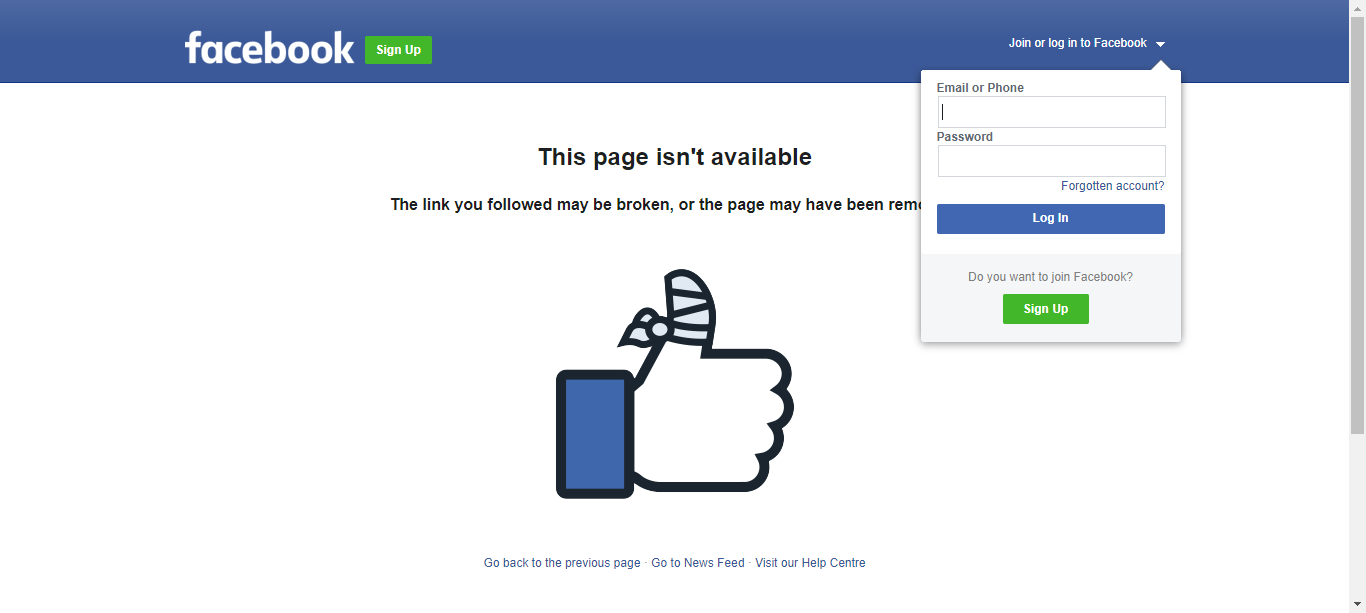 facebook
Sign Up
Join or log in to Facebook
Email or Phone
Password
Forgotten account?
Log In
Do you want to join Facebook?
Sign Up
This page isn't available
The link you followed may be broken, or the page may have been
Go back to the previous page · Go to News Feed · Visit our Help Centre